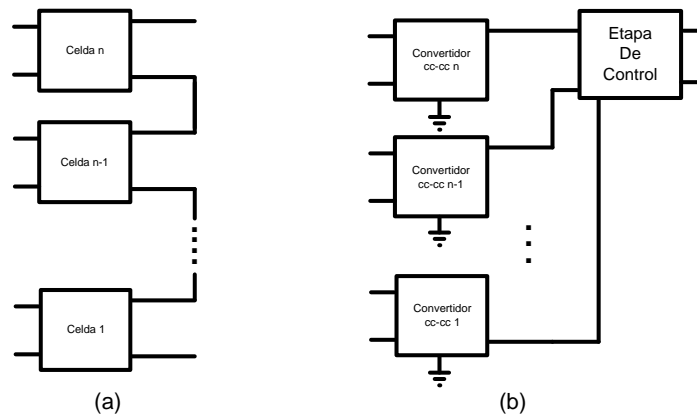 Celda n
Celda n-1
Celda 1
(a)
Convertidor
cc-cc n
Convertidor
cc-cc n-1
Convertidor
cc-cc 1
Etapa
De
Control
(b)